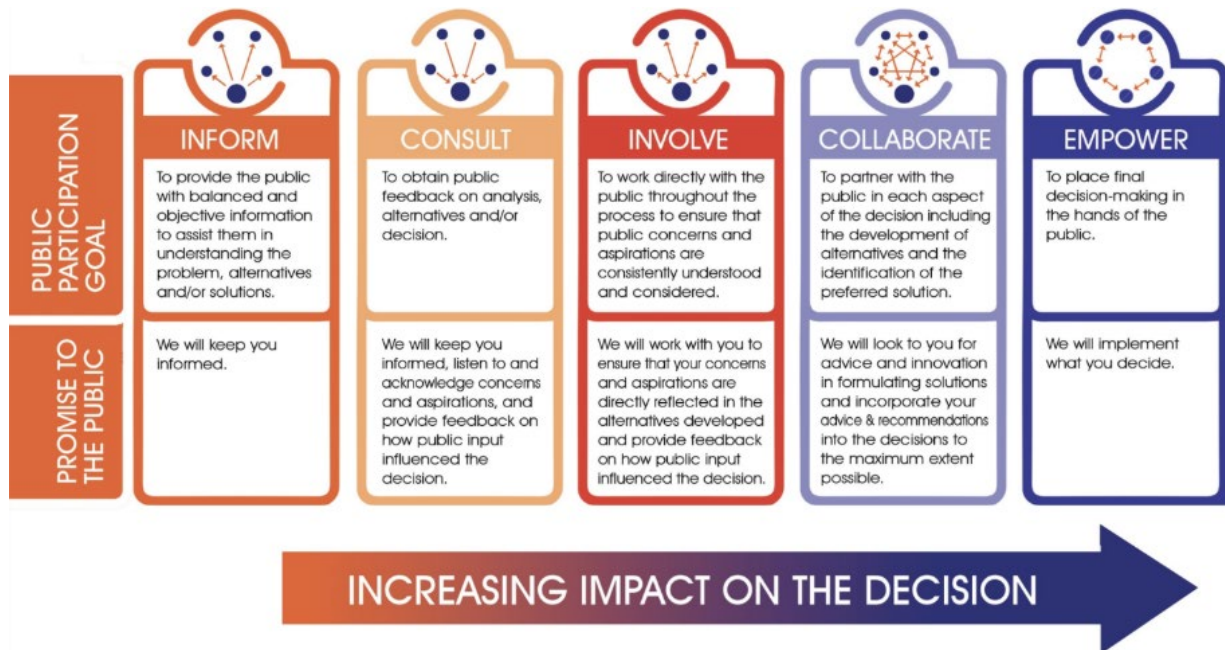 INFORM
CONSULT
INVOLVE
COLLABORATE
EMPOWER
PUBLIC
PARTICIPATION
GOAL
To provide the public
with balanced and
objective information
to assist them in
understanding the
problem, alternatives
and/or solutions.
To obtain public
feedback on analysis,
alternatives and/or
decision.
To work directly with the
public throughout the
process to ensure that
public concerns and
aspirations are
consistently understood
and considered.
To partner with the
public in each aspect
of the decision including
the development of
alternatives and the
identification of the
preferred solution.
To place final
decision-making in
the hands of the
public.
PROMISE TO
THE PUBLIC
We will keep you
informed.
We will keep you
informed, listen to and
acknowledge concerns
and aspirations, and
provide feedback on
how public input
influenced the
decision.
We will work with you to
ensure that your concerns
and aspirations are
directly reflected in the
alternatives developed
and provide feedback
on how public input
influenced the decision.
We will look to you for
advice and innovation
in formulating solutions
and incorporate your
advice & recommendations
into the decisions to
the maximum extent
possible.
We will implement
what you decide.
INCREASING IMPACT ON THE DECISION